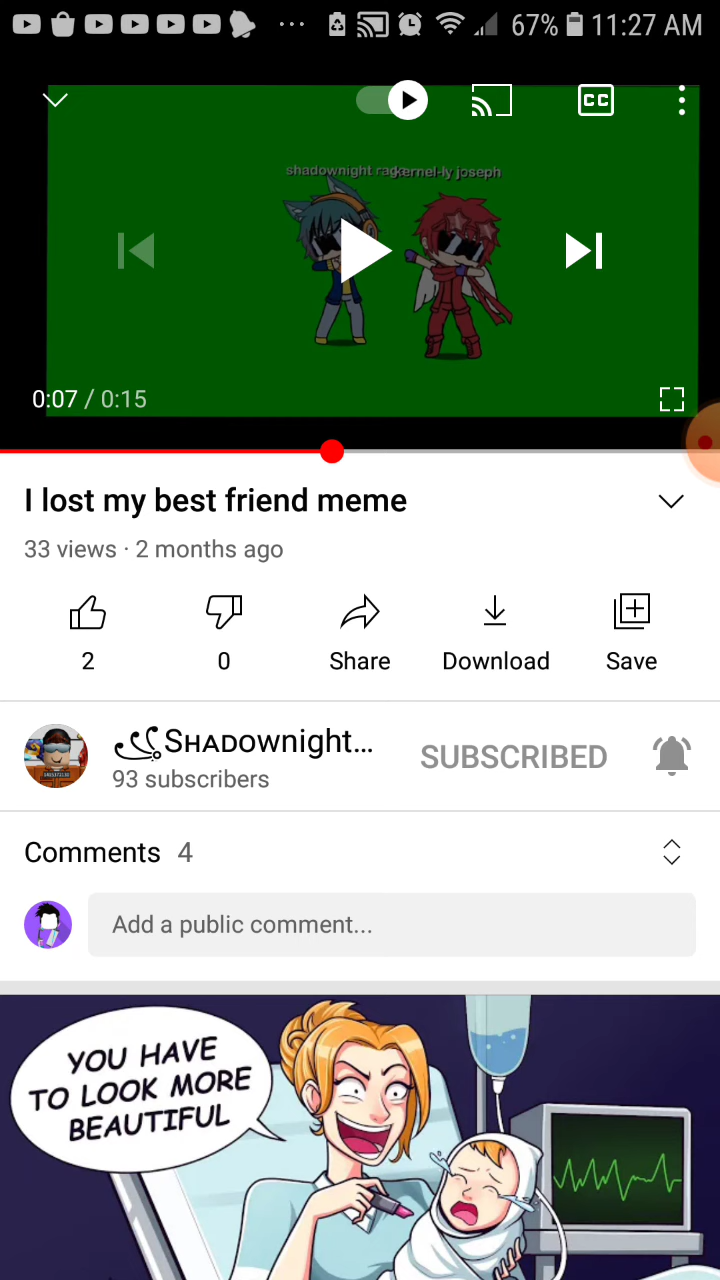 67% 11:27 AM
CC
shadownight kernel-ly joseph
0:07 / 0:15
I lost my best friend meme
33 views · 2 months ago
2 0 Share Download Save
SHADOWnight...
SUBSCRIBED
93 subscribers
Comments 4
Add a public comment...
YOU HAVE
TO LOOK MORE
BEAUTIFUL